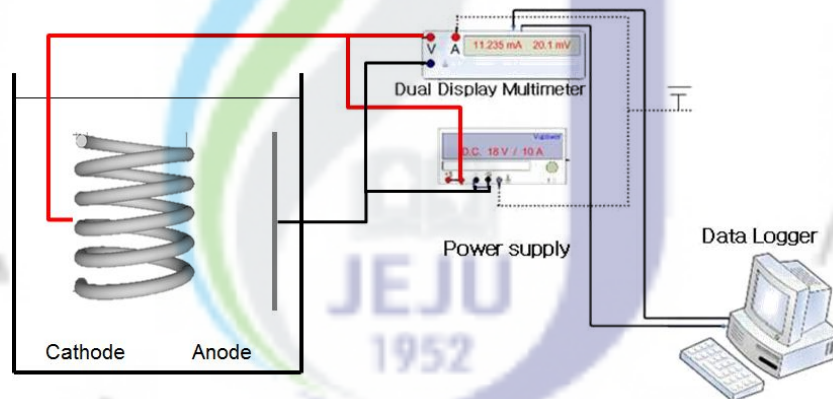 V A 11.235 mA 20.1 mV
Dual Display Multimeter
D.C. 18 V / 10 A
Power supply
Data Logger
JEJU
1952
Cathode Anode